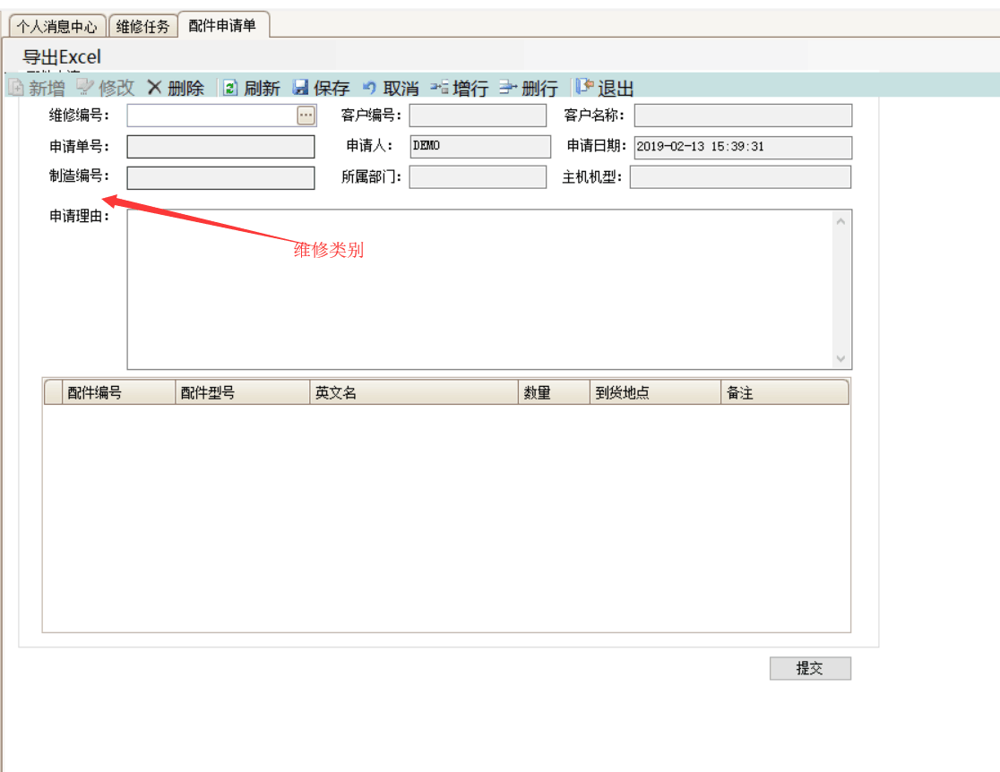 个人消息中心 维修任务 配件申请单
导出Excel
新增 修改 删除 刷新 保存 取消 增行 删行 退出
维修编号： 客户编号： 客户名称：
申请单号： 申请人： DEMO 申请日期： 2019-02-13 15:39:31
制造编号： 所属部门： 主机机型：
申请理由：
维修类别
配件编号 配件型号 英文名 数量 到货地点 备注
提交